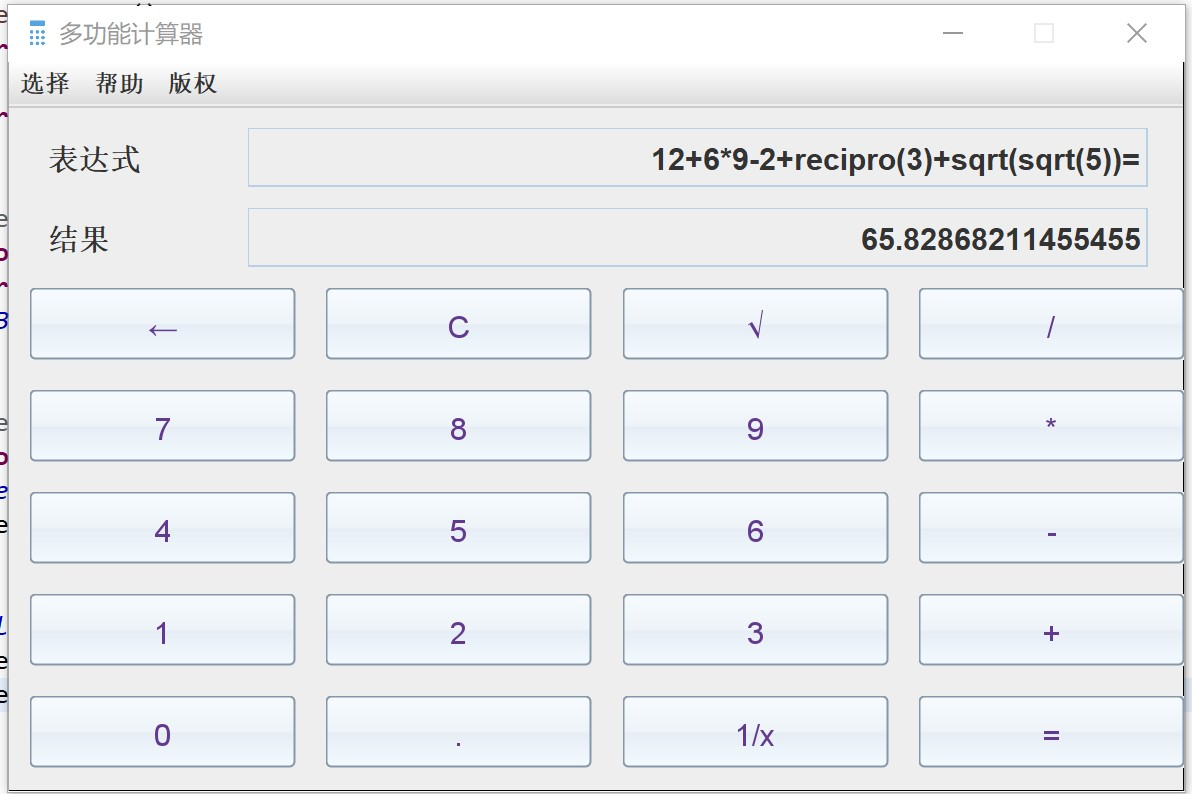 多功能计算器
选择 帮助 版权
表达式 12+6*9-2+recipro(3)+sqrt(sqrt(5))=
结果 65.82868211455455
← C √ /
7 8 9 *
4 5 6 -
1 2 3 +
0 . 1/x =